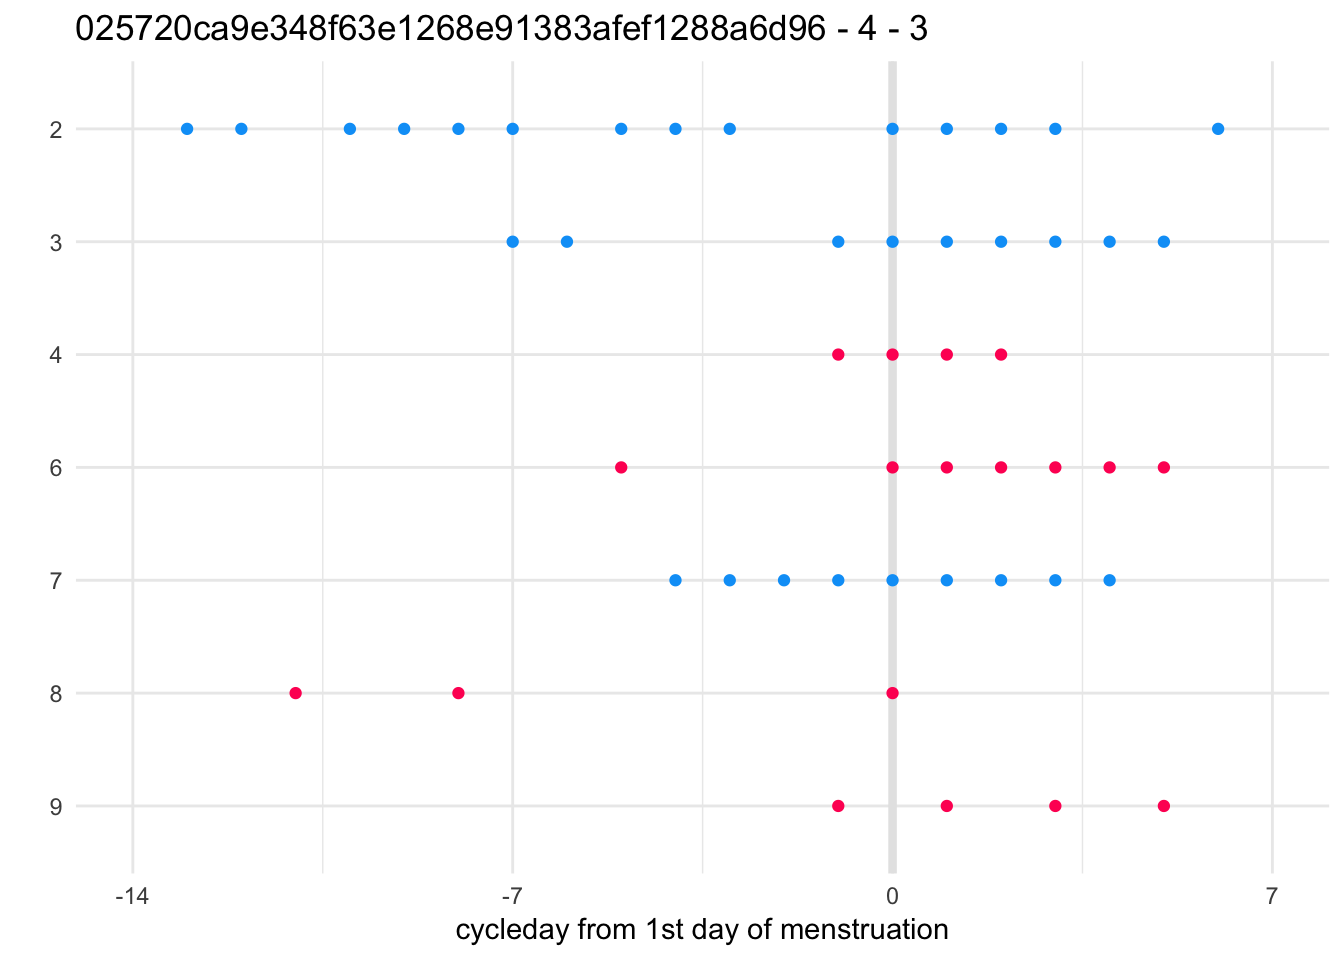 025720ca9e348f63e1268e91383afef1288a6d96 - 4 - 3
2
3
4
6
7
8
9
-14 -7 0 7
cycleday from 1st day of menstruation